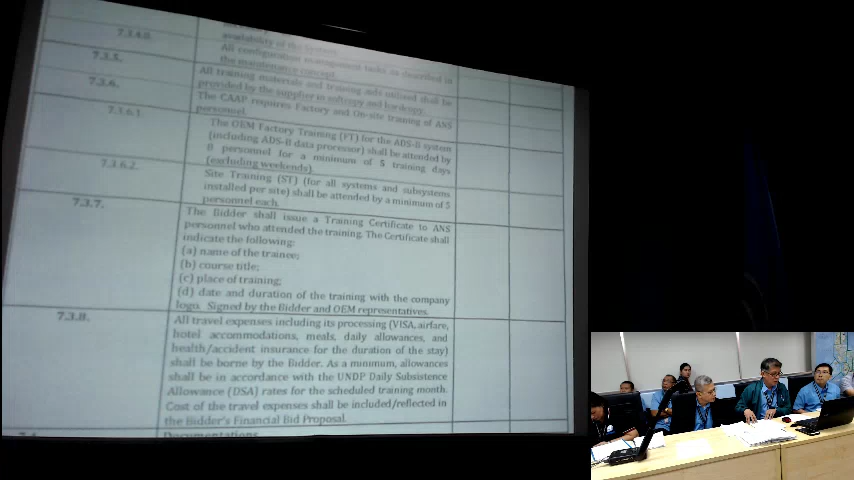 7.3.4.8.
availability of the system.
All configuration management tasks as described in
the maintenance concept.
7.3.5.
All training materials and training aids utilized shall be
provided by the supplier in softcopy and hardcopy.
7.3.6.
The CAAP requires Factory and On-site training of ANS
personnel.
7.3.6.1.
The OEM Factory Training (FT) for the ADS-B system
(including ADS-B data processor) shall be attended by
8 personnel for a minimum of 5 training days
(excluding weekends).
7.3.6.2.
Site Training (ST) (for all systems and subsystems
installed per site) shall be attended by a minimum of 5
personnel each.
7.3.7.
The Bidder shall issue a Training Certificate to ANS
personnel who attended the training. The Certificate shall
indicate the following:
(a) name of the trainee;
(b) course title;
(c) place of training;
(d) date and duration of the training with the company
logo. Signed by the Bidder and OEM representatives.
7.3.8.
All travel expenses including its processing (VISA, airfare,
hotel accommodations, meals, daily allowances, and
health/accident insurance for the duration of the stay)
shall be borne by the Bidder. As a minimum, allowances
shall be in accordance with the UNDP Daily Subsistence
Allowance (DSA) rates for the scheduled training month.
Cost of the travel expenses shall be included/reflected in
the Bidder's Financial Bid Proposal.
7.4.
Documentations